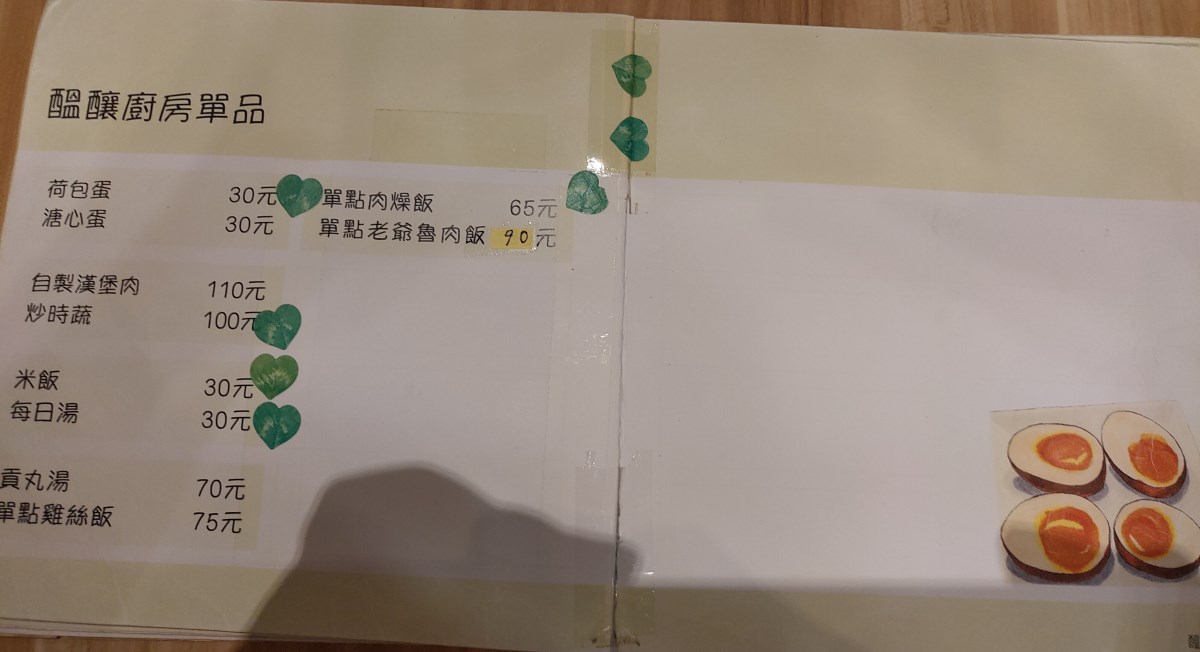 醞釀廚房單品
荷包蛋 30元
溏心蛋 30元
自製漢堡肉 110元
炒時蔬 100元
米飯 30元
每日湯 30元
貢丸湯 70元
單點雞絲飯 75元
單點肉燥飯 65元
單點老爺魯肉飯 90元